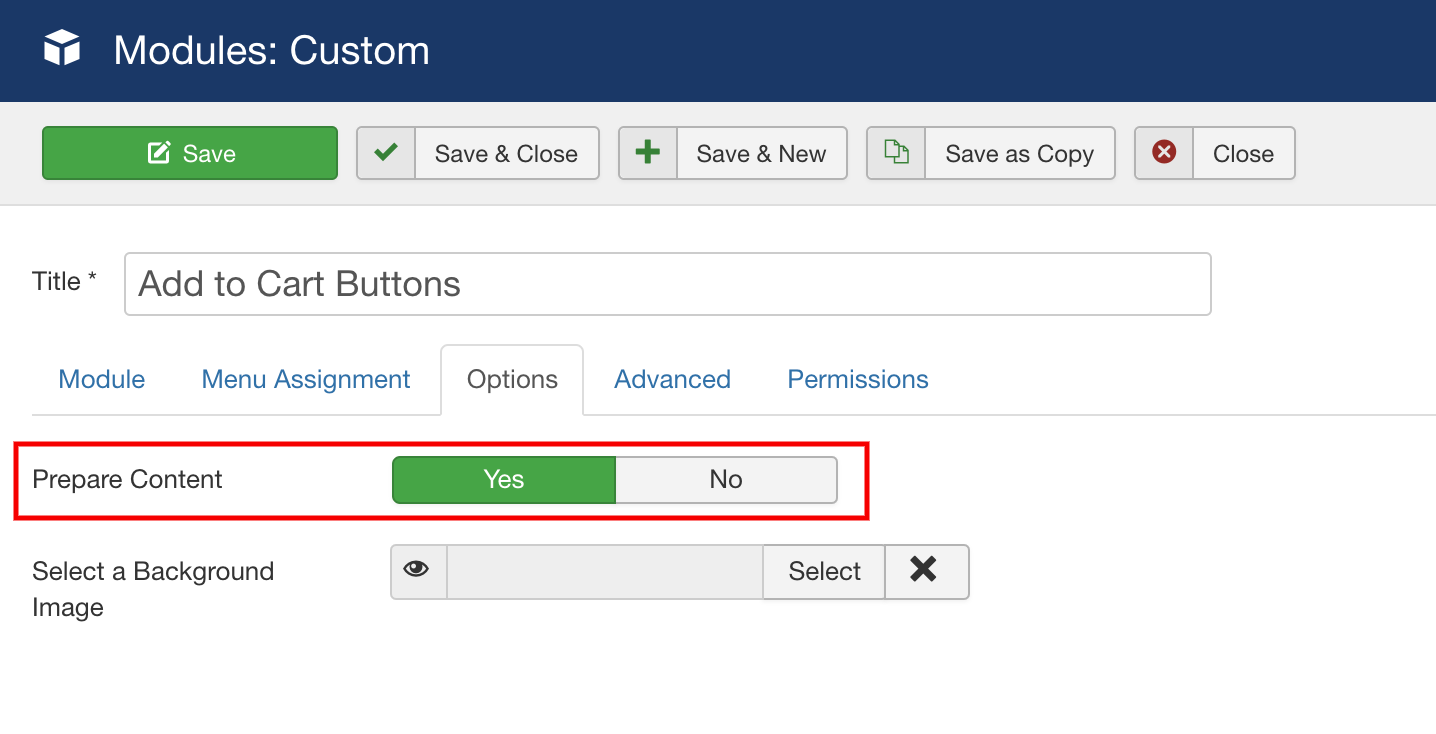 Modules: Custom
Save
Save & Close
Save & New
Save as Copy
Close
Title *
Add to Cart Buttons
Module
Menu Assignment
Options
Advanced
Permissions
Prepare Content
Yes
No
Select a Background
Image
Select